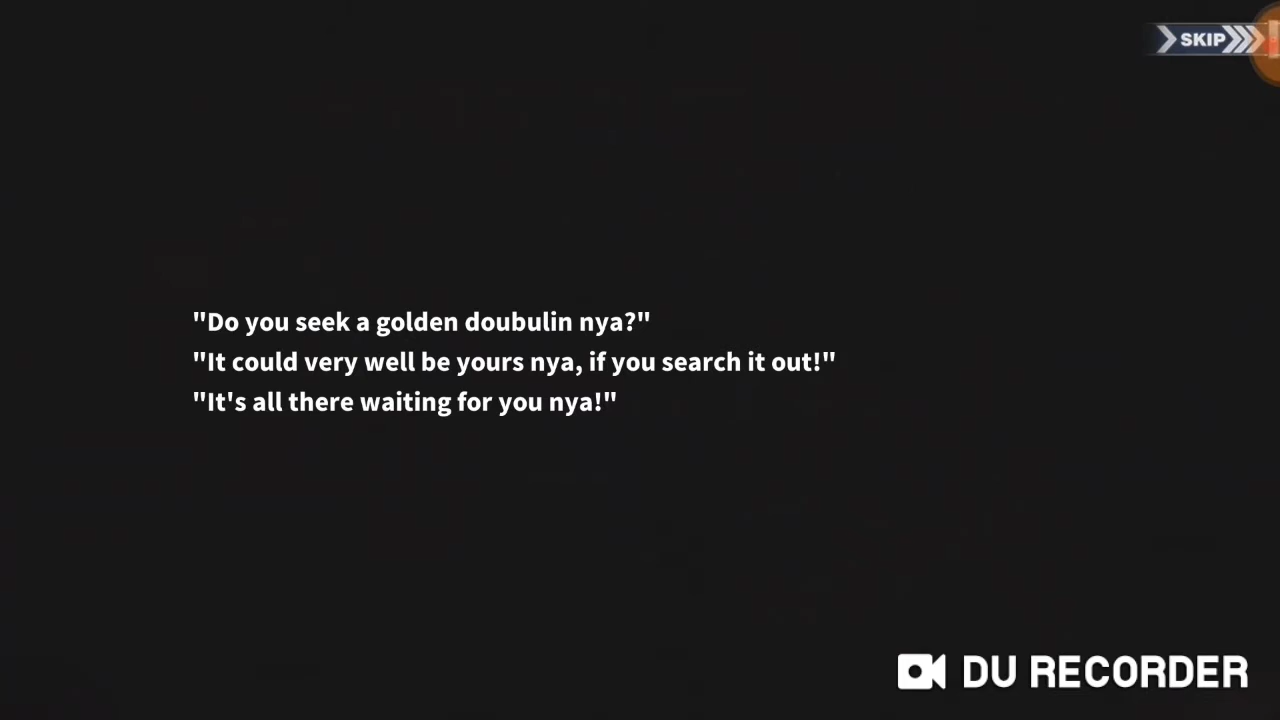 SKIP
"Do you seek a golden doubulin nya?"
"It could very well be yours nya, if you search it out!"
"It's all there waiting for you nya!"
DU RECORDER